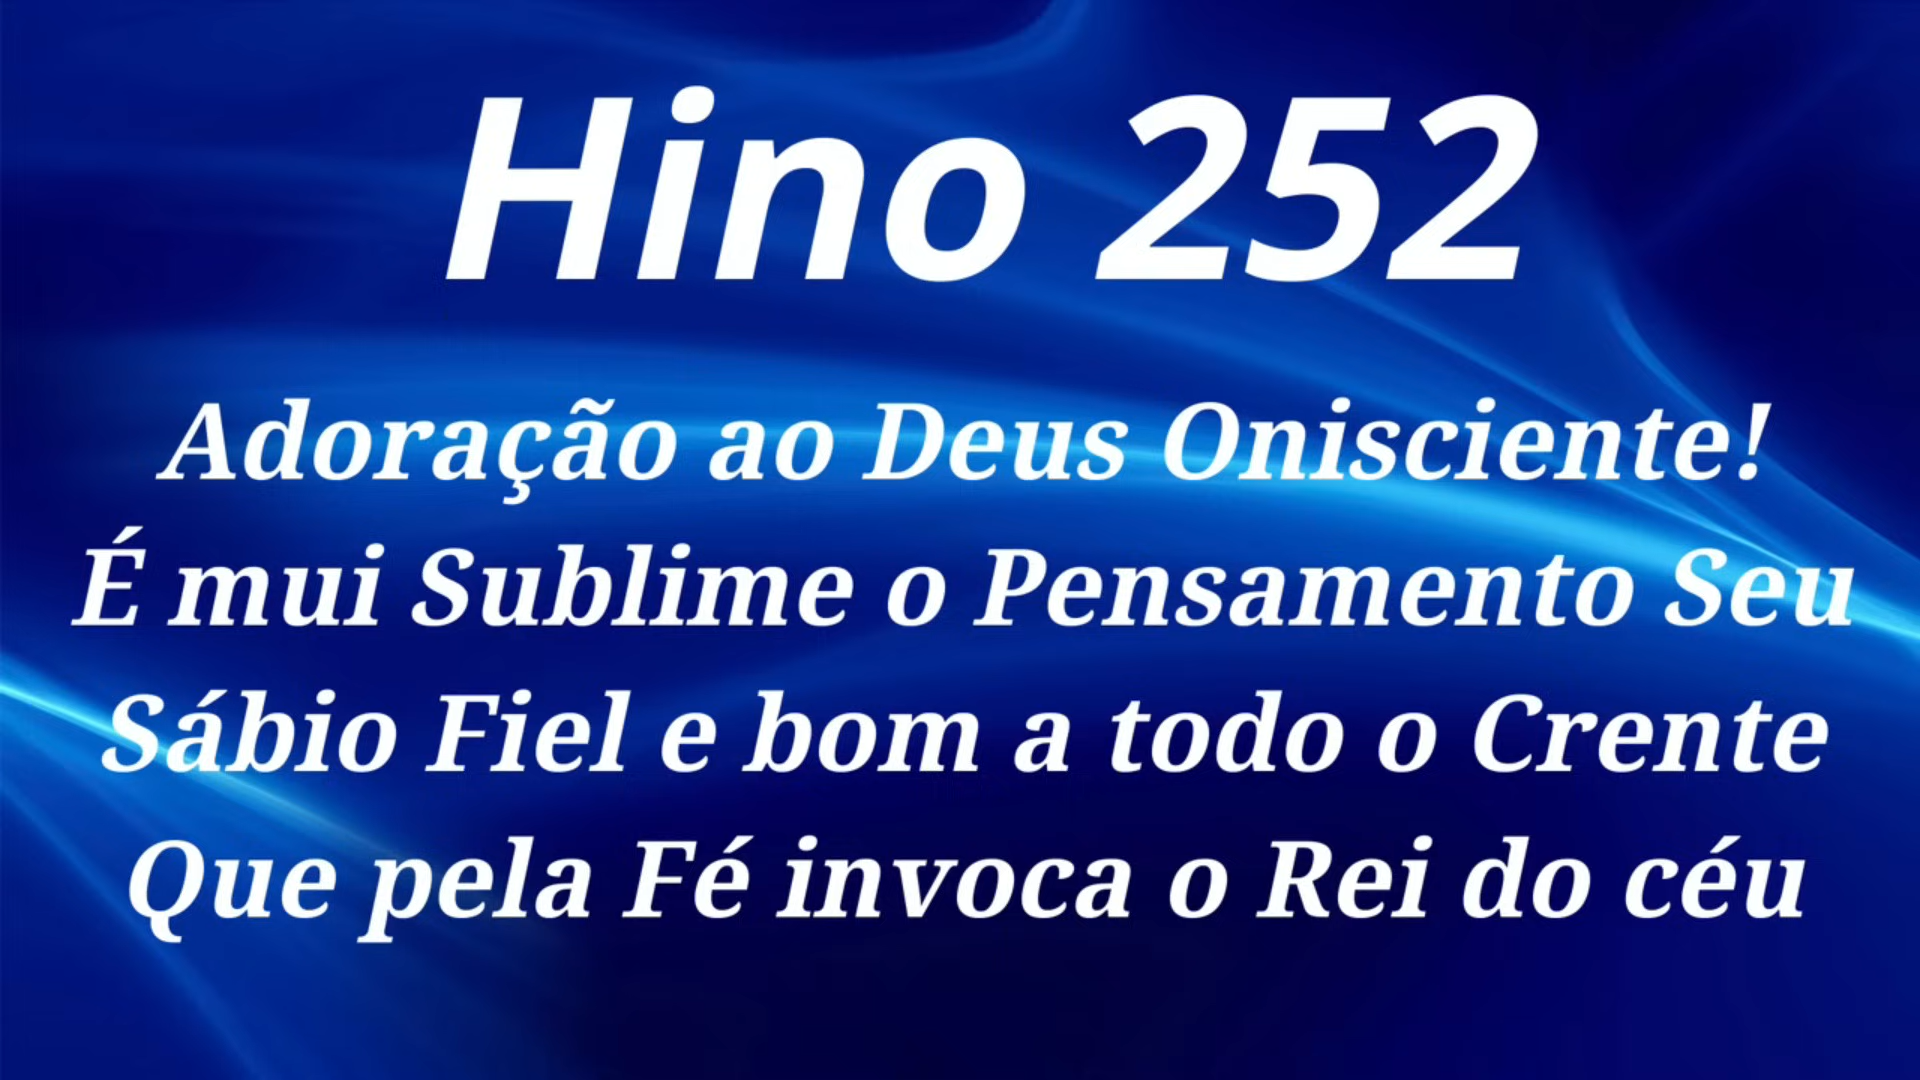 Hino 252
Adoração ao Deus Onisciente!
É mui Sublime o Pensamento Seu
Sábio Fiel e bom a todo o Crente
Que pela Fé invoca o Rei do céu